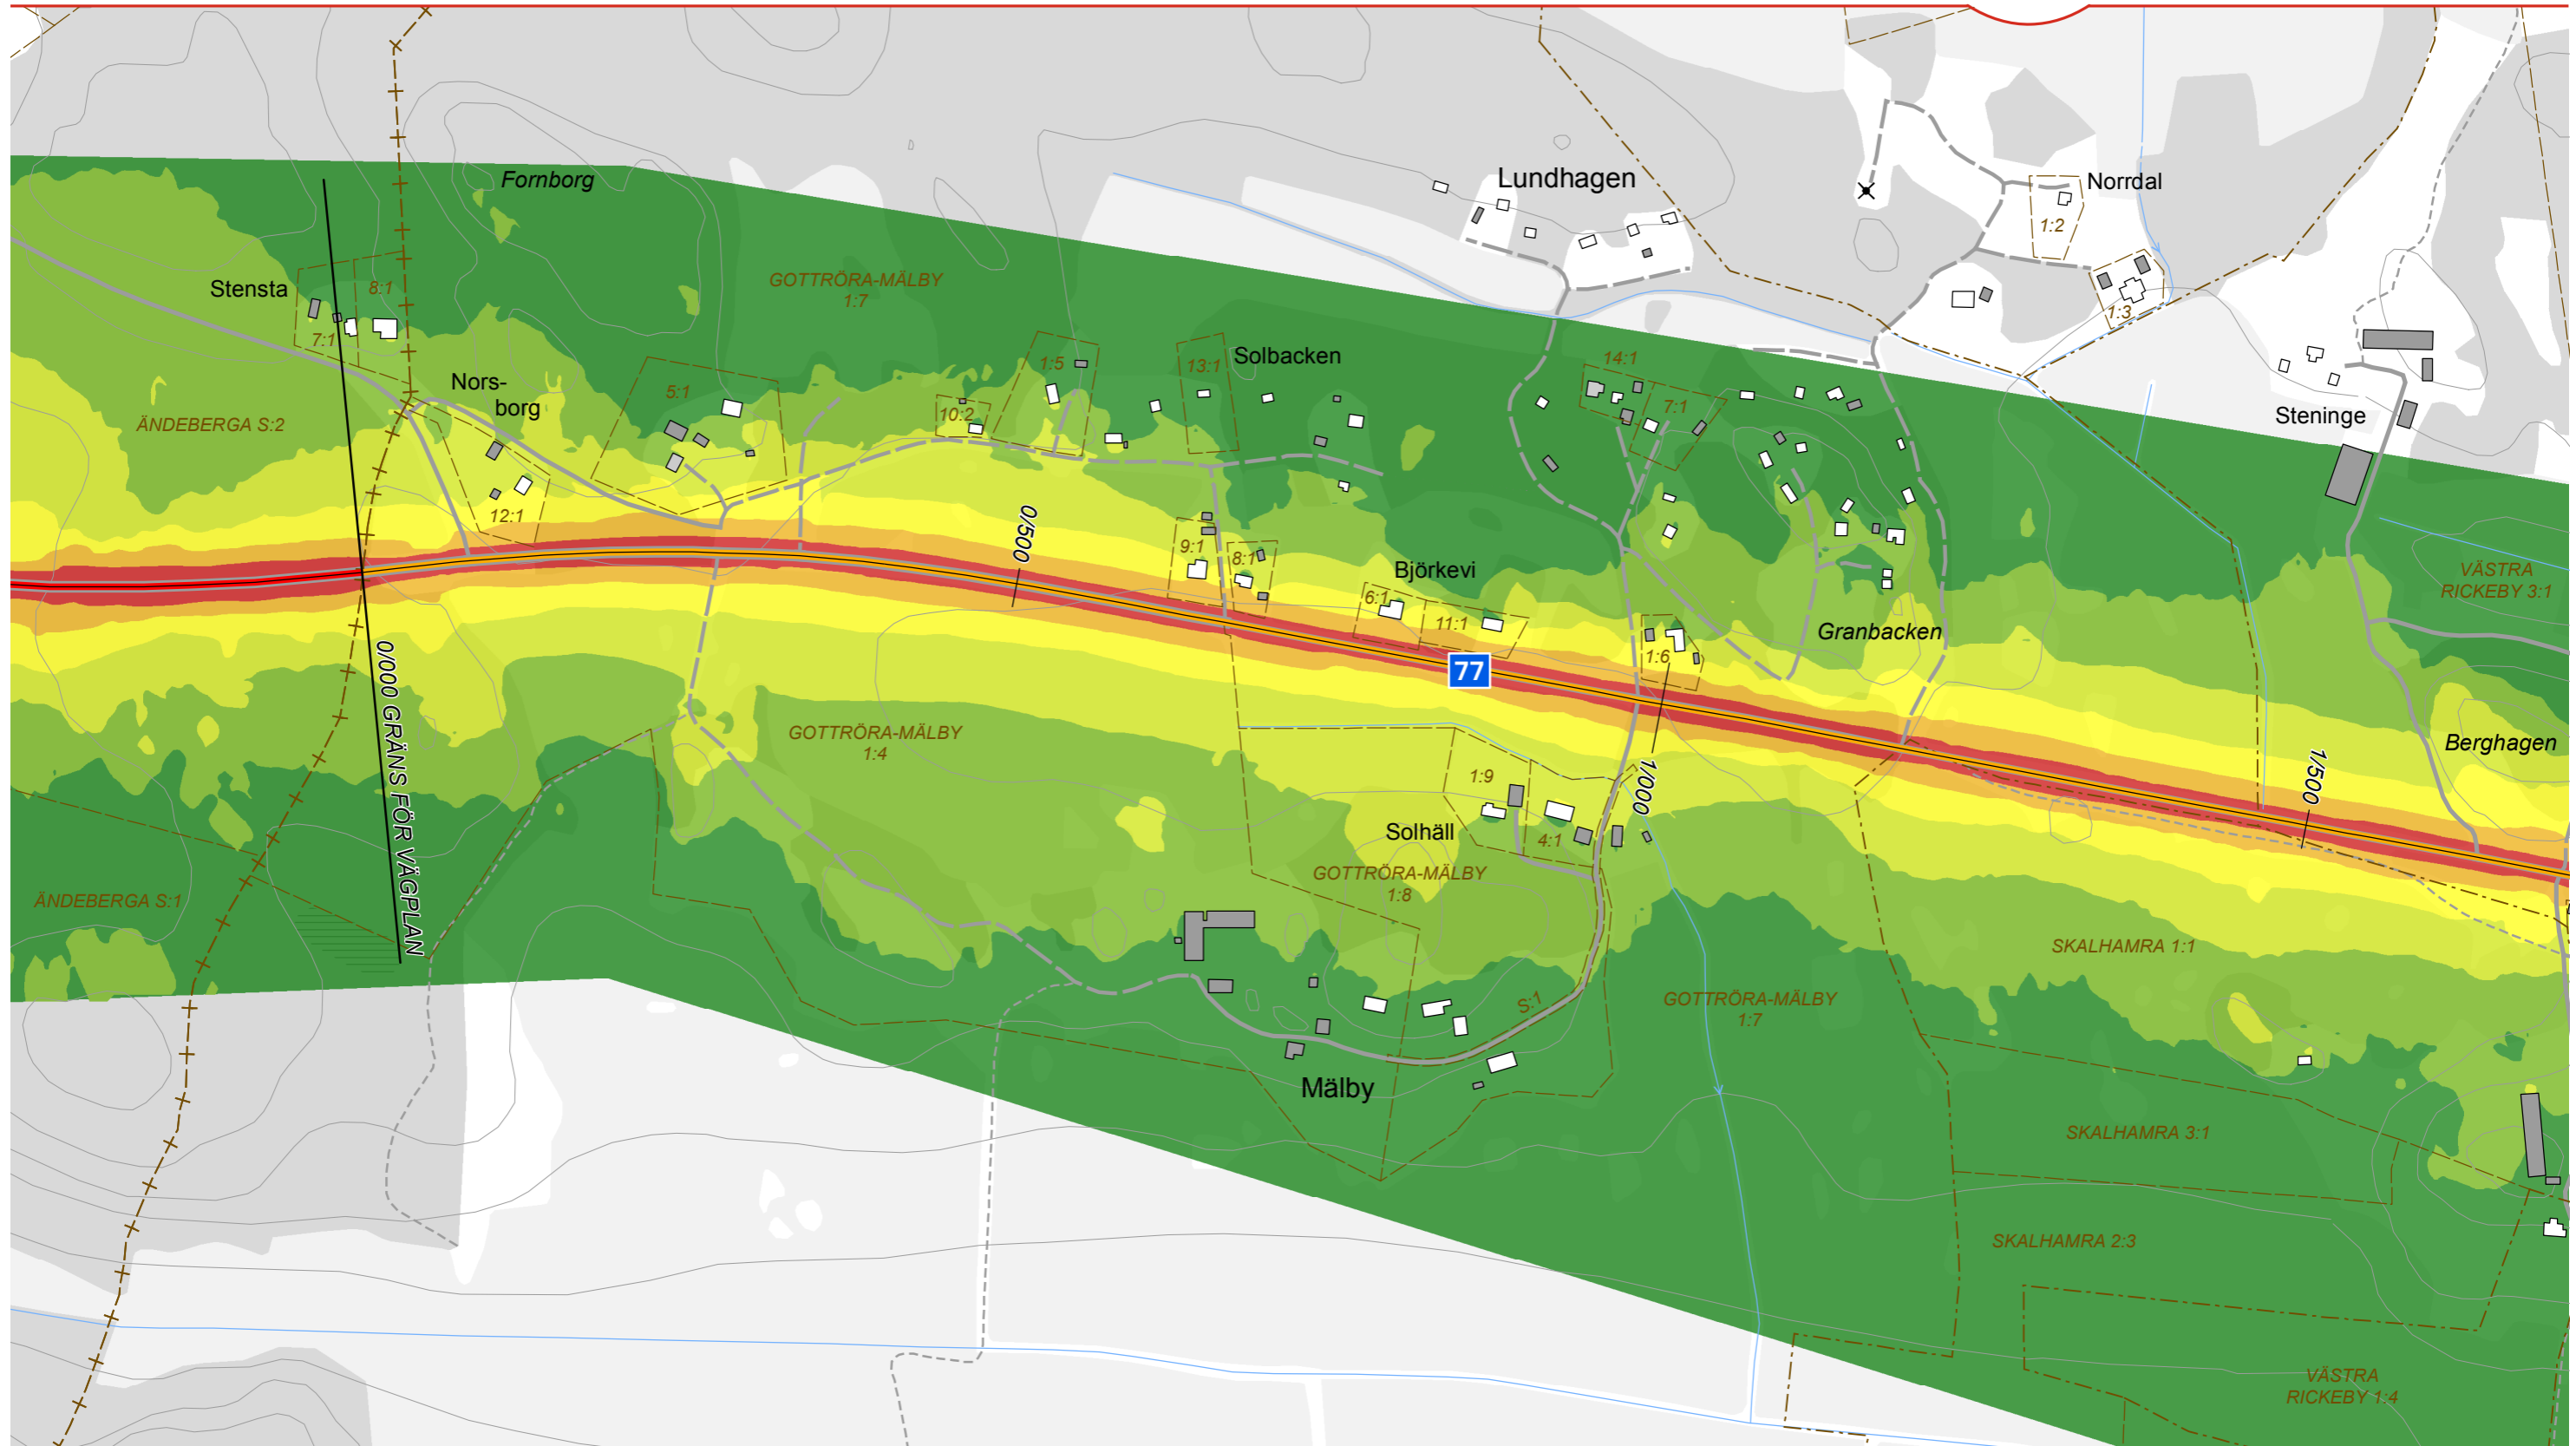 Fornborg
Lundhagen
Norrdal
1:2
Stensta
8:1
GOTTRÖRA-MÄLBY
1:7
1:3
7:1
Nors-
borg
5:1
1:5
13:1
Solbacken
14:1
10:2
7:1
Steninge
ÄNDEBERGA S:2
12:1
0/500
9:1
8:1
Björkevi
6:1
11:1
VÄSTRA
RICKEBY 3:1
Granbacken
1:6
77
0/000 GRÄNS FÖR VÄGPLAN
GOTTRÖRA-MÄLBY
1:4
1:9
1/000
1/500
Berghagen
Solhäll
4:1
GOTTRÖRA-MÄLBY
1:8
ÄNDEBERGA S:1
SKALHAMRA 1:1
S:1
GOTTRÖRA-MÄLBY
1:7
Mälby
SKALHAMRA 3:1
SKALHAMRA 2:3
VÄSTRA
RICKEBY 1:4